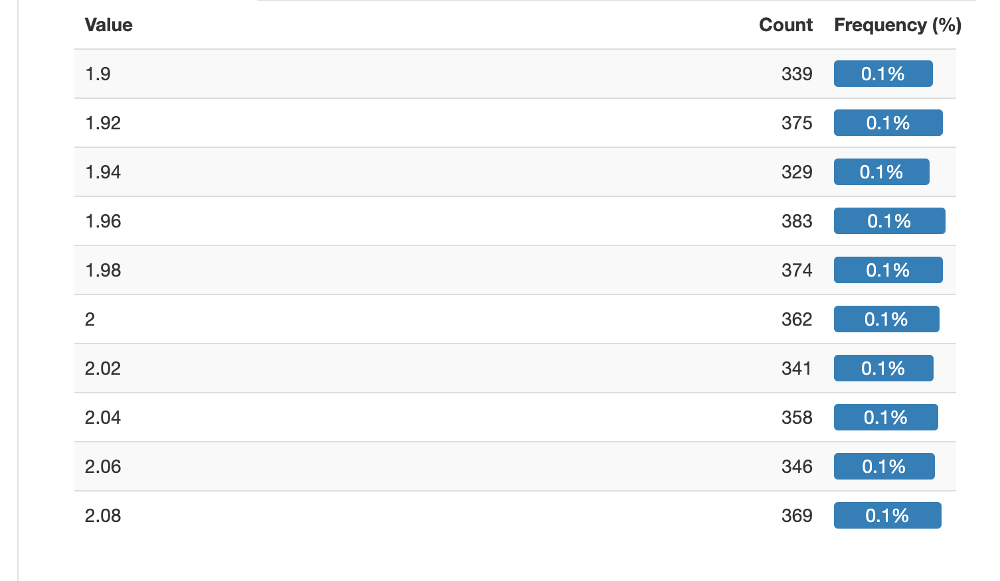 Value Count Frequency (%)
1.9 339 0.1%
1.92 375 0.1%
1.94 329 0.1%
1.96 383 0.1%
1.98 374 0.1%
2 362 0.1%
2.02 341 0.1%
2.04 358 0.1%
2.06 346 0.1%
2.08 369 0.1%